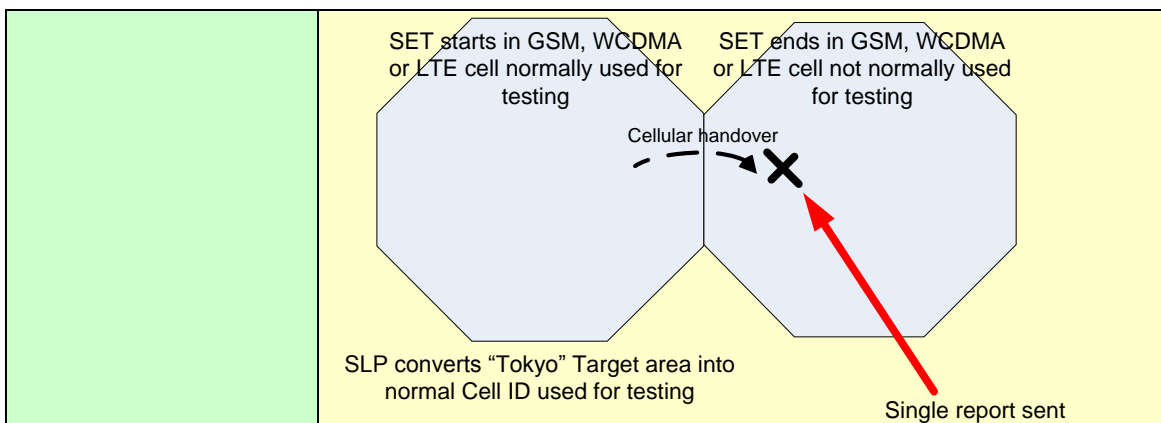 SET starts in GSM, WCDMA
or LTE cell normally used for
testing
SET ends in GSM, WCDMA
or LTE cell not normally used
for testing
Cellular handover
SLP converts “Tokyo” Target area into
normal Cell ID used for testing
Single report sent